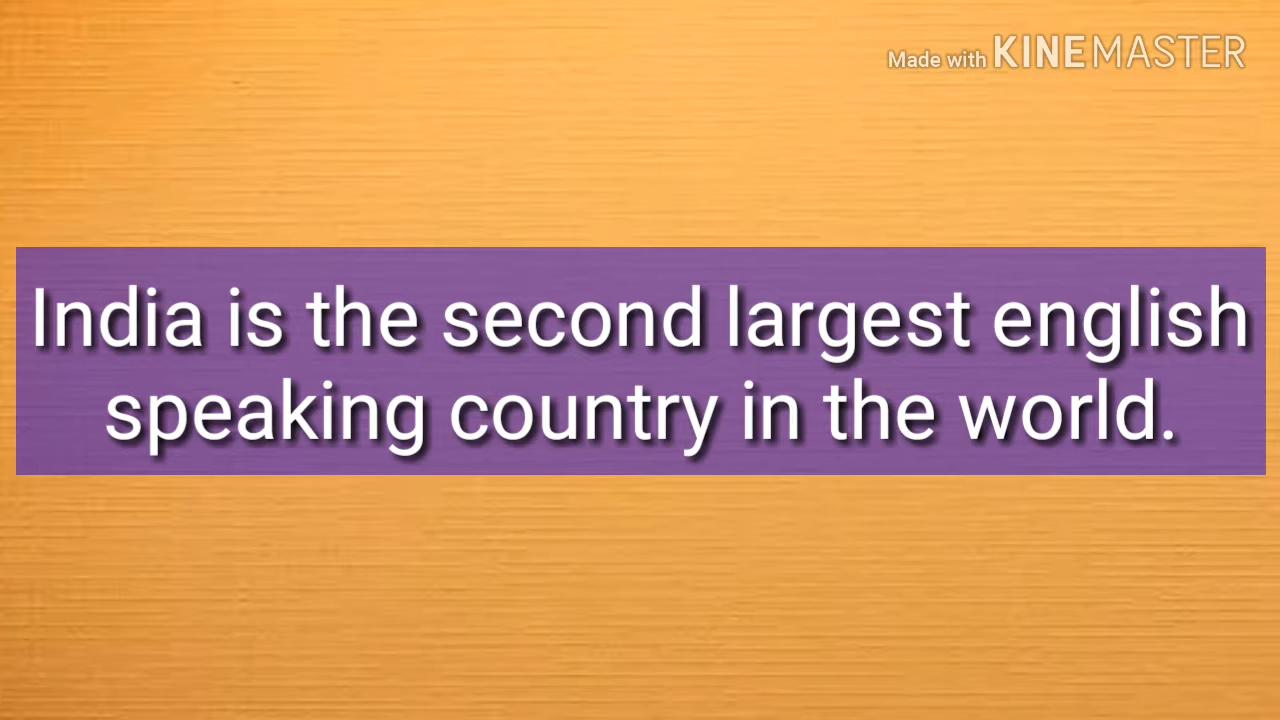 Made with KINEMASTER
India is the second largest english
speaking country in the world.